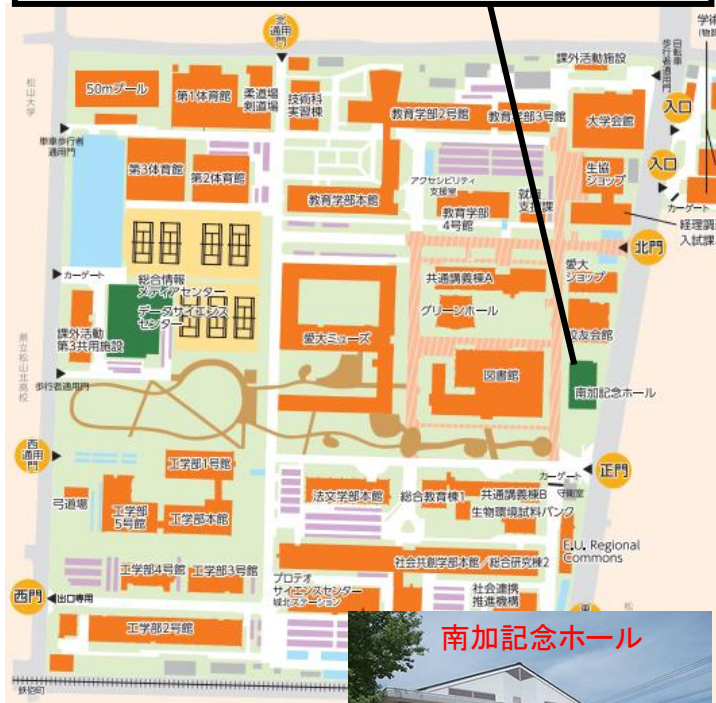 北
通用
門
学術
(物
課外活動施設
自転車
歩行者通用門
50mプール
第1体育館
柔道場
剣道場
技術科
実習棟
教育学部2号館
教育学部3号館
大学会館
松山大学
入口
単車歩行者
通用門
第3体育館
第2体育館
アクセシビリティ
支援室
就職
支援課
生協
ショップ
入口
教育学部本館
教育学部
4号館
カーゲート
経理調
入試課
北門
カーゲート
総合情報
メディアセンター
データサイエンス
センター
共通講義棟A
愛大
ショップ
グリーンホール
課外活動
第3共用施設
愛大ミューズ
校友会館
県立松山北高校
図書館
歩行者通用門
南加記念ホール
西
通用
門
工学部1号館
カーゲート
守衛室
正門
弓道場
工学部
5号館
工学部本館
法文学部本館
総合教育棟1
共通講義棟B
生物環境試料バンク
E.U. Regional
Commons
工学部4号館
工学部3号館
社会共創学部本館/総合研究棟2
西門
出口専用
プロテオ
サイエンスセンター
城北ステーション
社会連携
推進機構
東
松
工学部2号館
南加記念ホール
鉄砲町